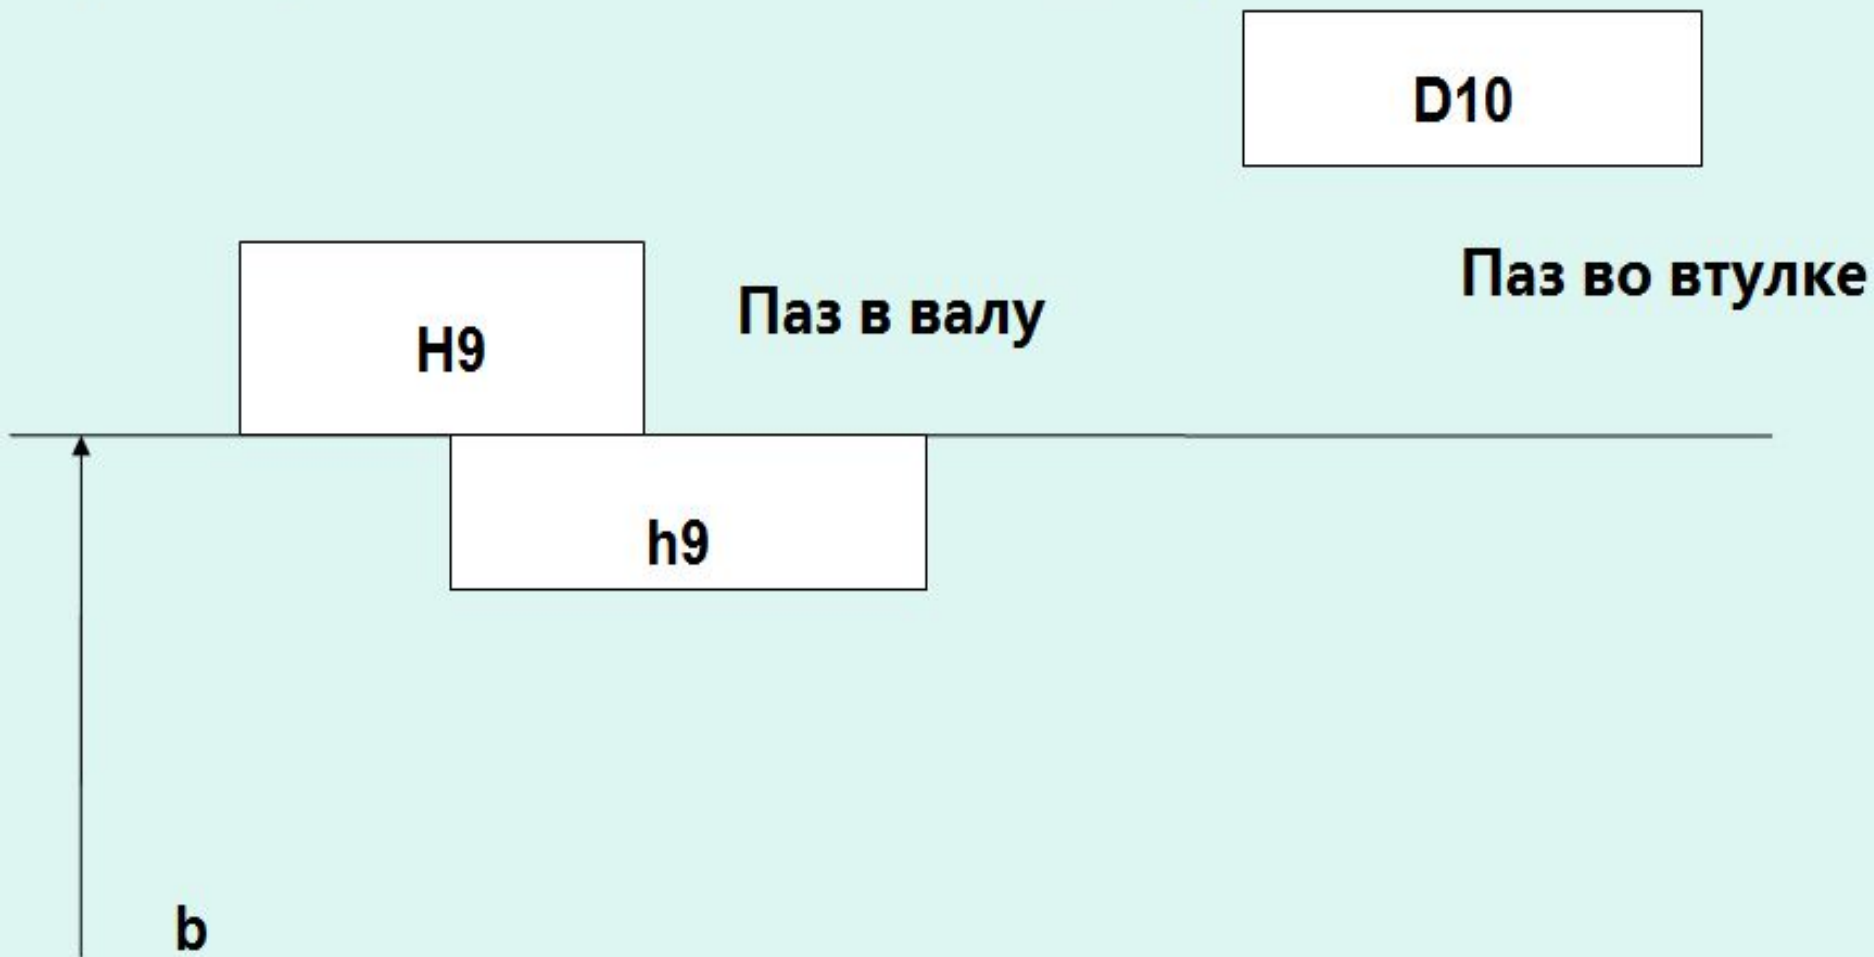 D10
Паз во втулке
H9
Паз в валу
h9
b